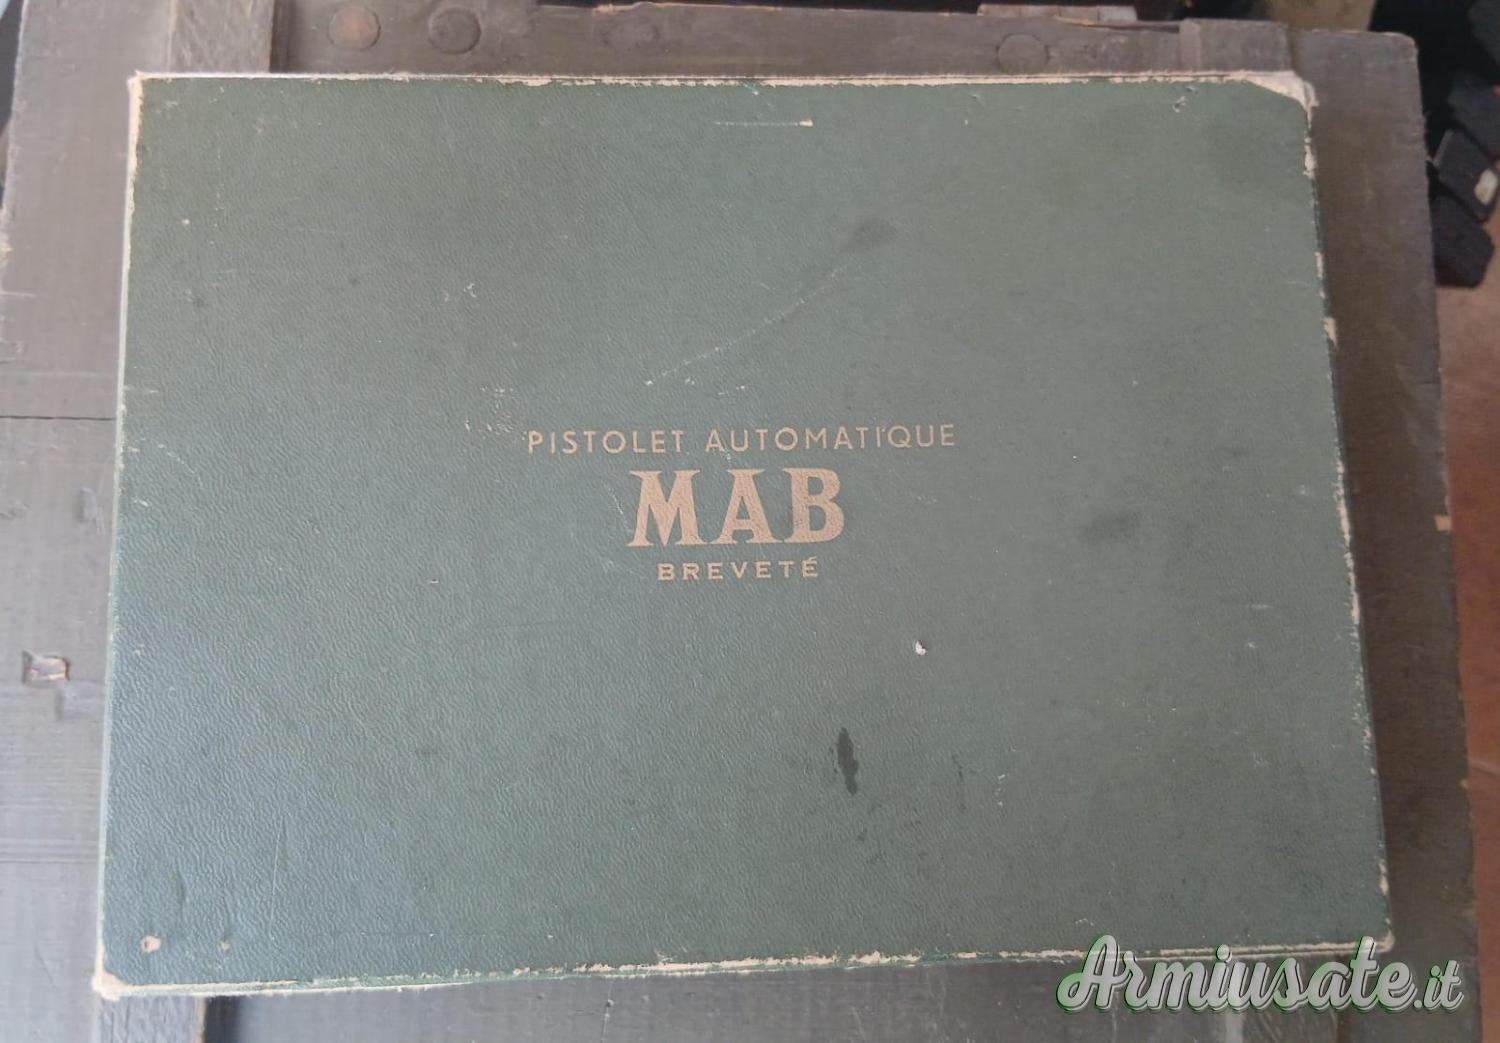 PISTOLET AUTOMATIQUE
MAB
BREVETÉ
Armiusate.it